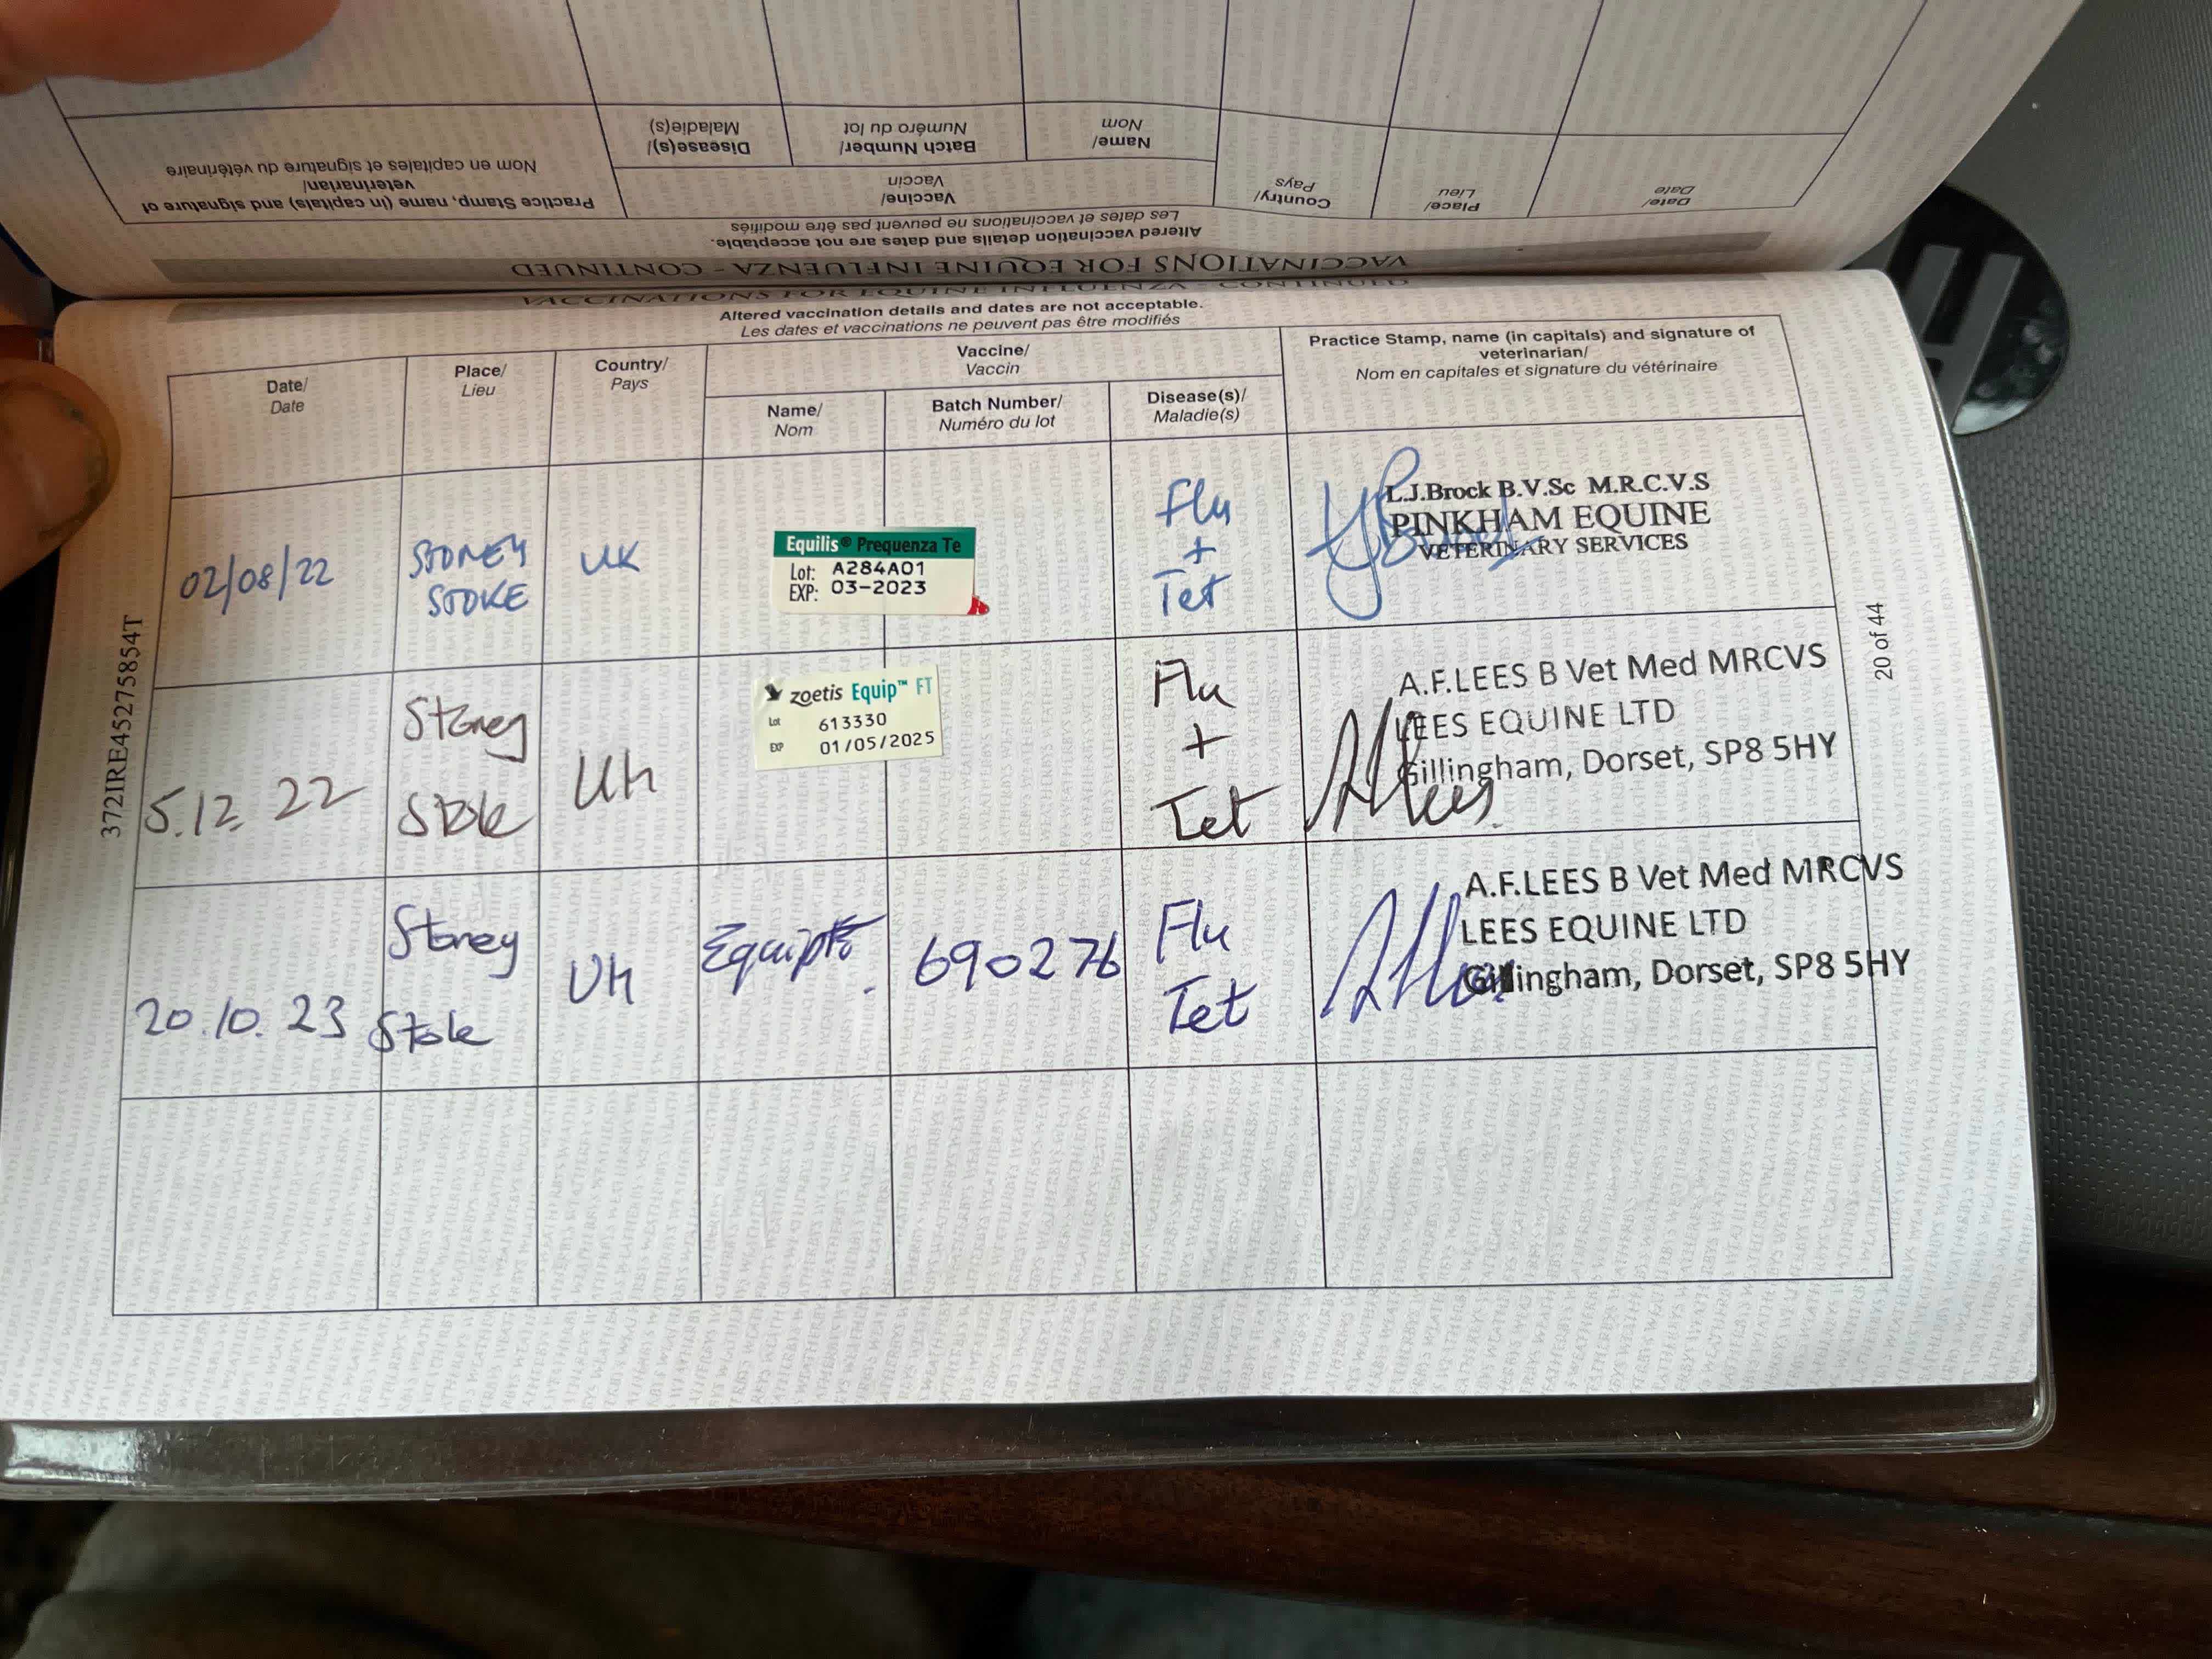 Practice Stamp, name (in capitals) and signature of
veterinarian/
Nom en capitales et signature du vétérinaire
Disease(s)/
Maladie(s)
Batch Number/
Numéro du lot
Name/
Nom
Vaccine/
Vaccin
Country/
Pays
Place/
Lieu
Date/
Date
Altered vaccination details and dates are not acceptable.
Les dates et vaccinations ne peuvent pas être modifiés
VACCINATIONS FOR EQUINE INFLUENZA - CONTINUED
VACCINATIONS FOR EQUINE INFLUENZA - CONTINUED
Altered vaccination details and dates are not acceptable.
Les dates et vaccinations ne peuvent pas être modifiés
Date/
Date
Place/
Lieu
Country/
Pays
Vaccine/
Vaccin
Name/
Nom
Batch Number/
Numéro du lot
Disease(s)/
Maladie(s)
Practice Stamp, name (in capitals) and signature of
veterinarian/
Nom en capitales et signature du vétérinaire
02/08/22
STONEY
STOKE
UK
Equilis® Prequenza Te
Lot: A284A01
EXP: 03-2023
Flu
+
Tet
L.J.Brock B.V.Sc M.R.C.V.S
PINKHAM EQUINE
VETERINARY SERVICES
5.12.22
Stoney
Stoke
UK
zoetis Equip™ FT
Lot 613330
EXP 01/05/2025
Flu
+
Tet
A.F.LEES B Vet Med MRCVS
LEES EQUINE LTD
Gillingham, Dorset, SP8 5HY
20.10.23
Stoney
Stoke
UK
690276
Flu
Tet
A.F.LEES B Vet Med MRCVS
LEES EQUINE LTD
Gillingham, Dorset, SP8 5HY
372IRE45275854T
20 of 44